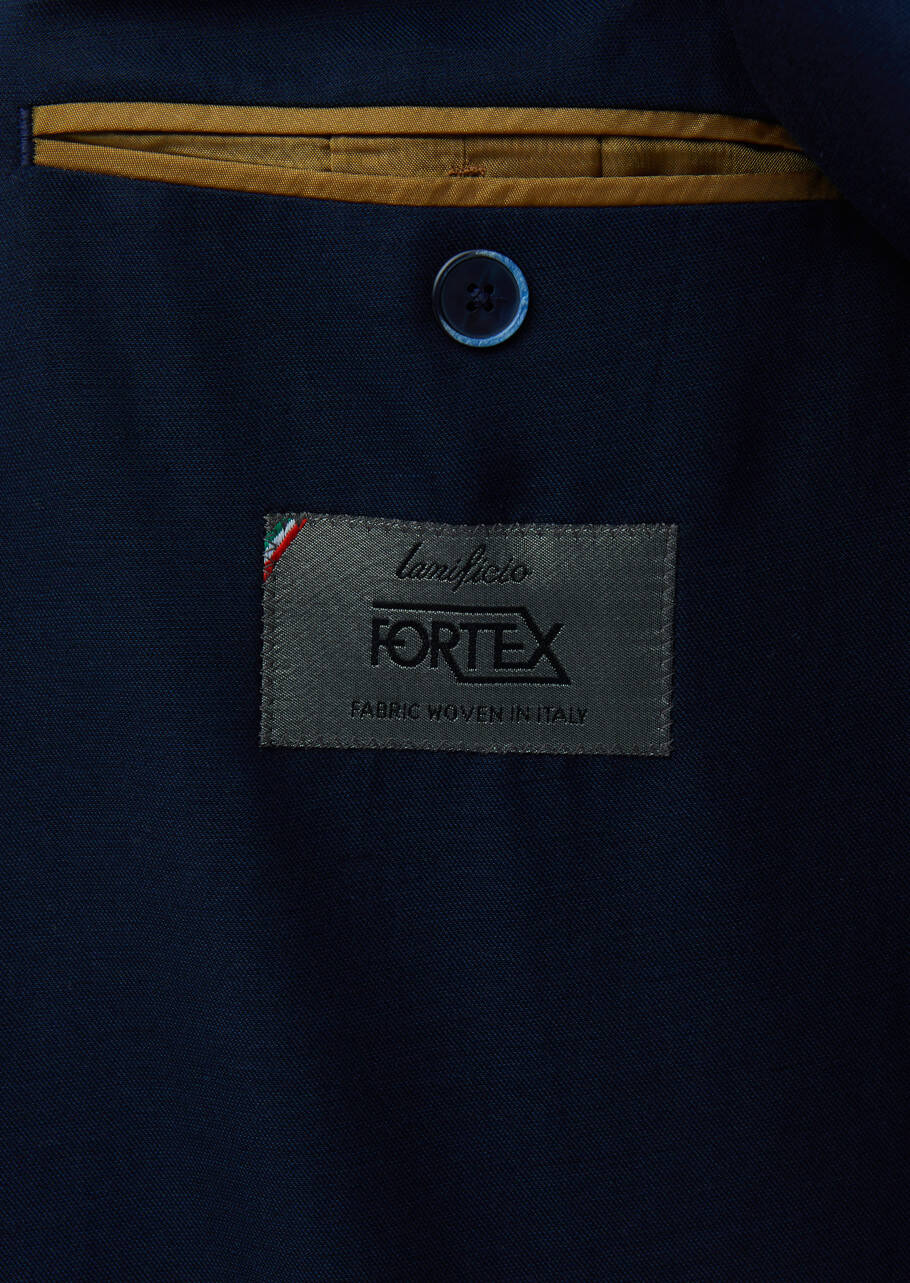 lanificio
FORTEX
FABRIC WOVEN IN ITALY